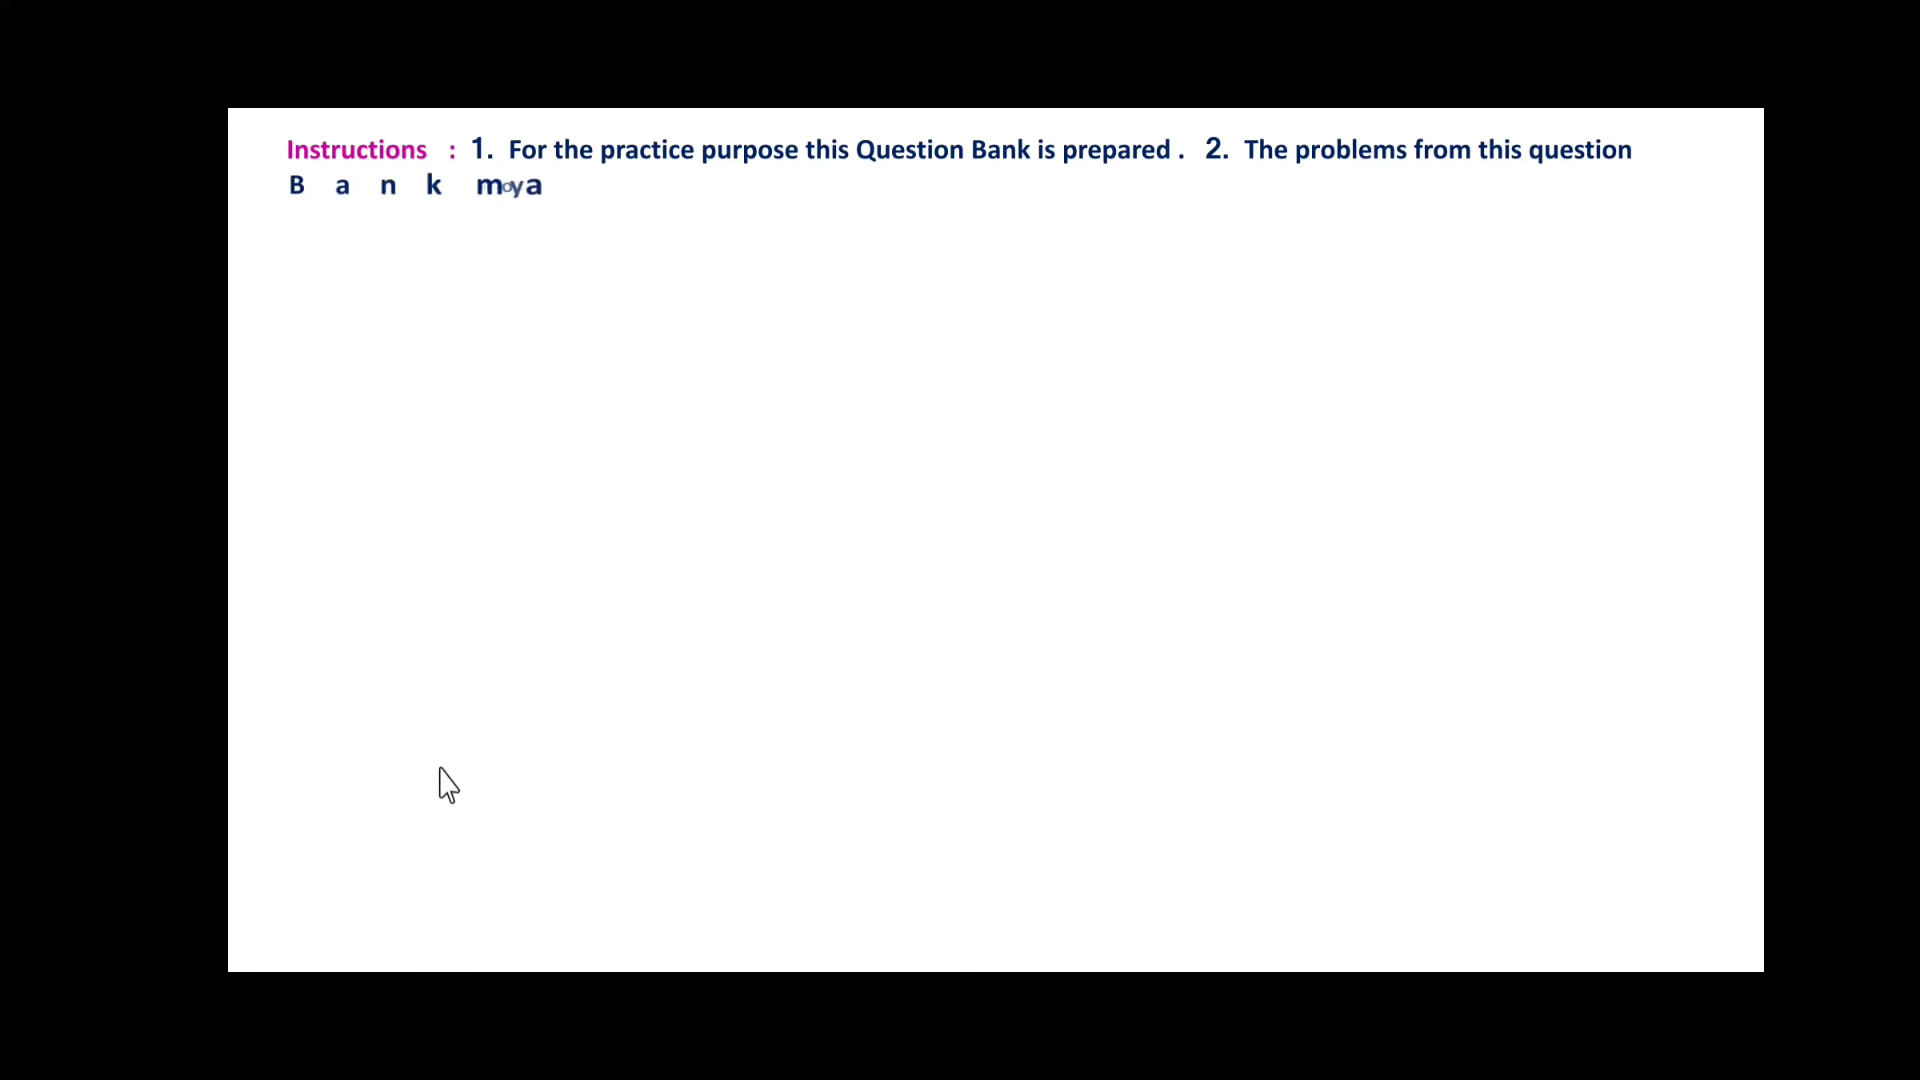 Instructions : 1. For the practice purpose this Question Bank is prepared . 2. The problems from this question
B a n k